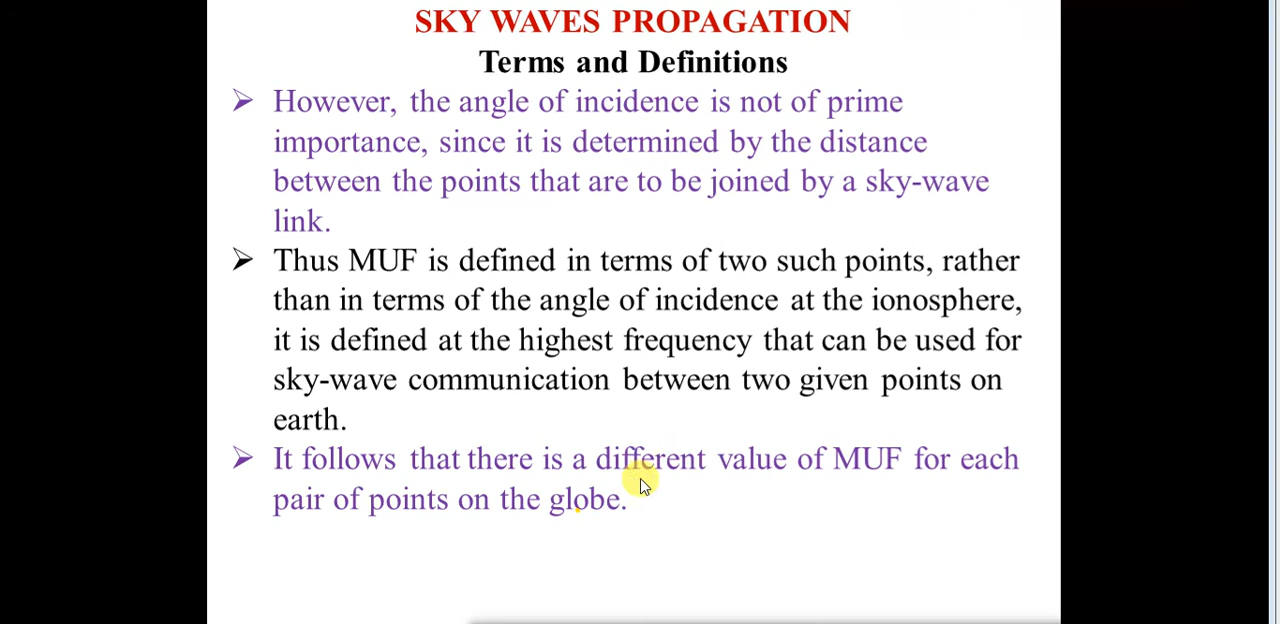 SKY WAVES PROPAGATION
Terms and Definitions
However, the angle of incidence is not of prime
importance, since it is determined by the distance
between the points that are to be joined by a sky-wave
link.
Thus MUF is defined in terms of two such points, rather
than in terms of the angle of incidence at the ionosphere,
it is defined at the highest frequency that can be used for
sky-wave communication between two given points on
earth.
It follows that there is a different value of MUF for each
pair of points on the globe.